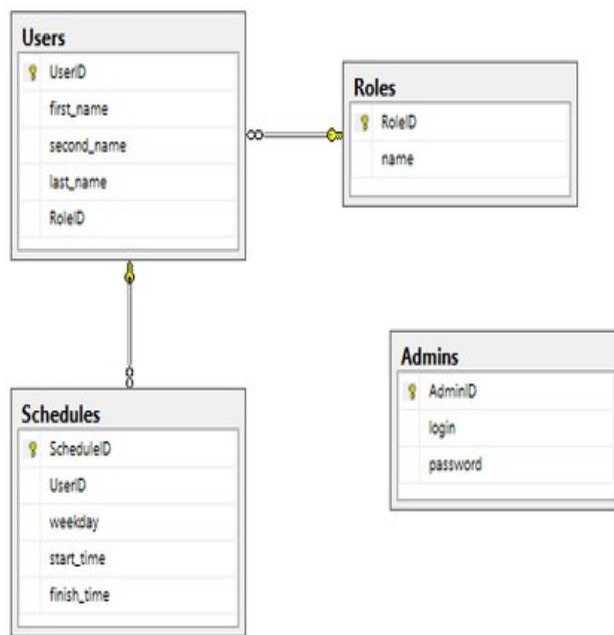 Users
UserID
first_name
second_name
last_name
RoleID
Roles
RoleID
name
Schedules
ScheduleID
UserID
weekday
start_time
finish_time
Admins
AdminID
login
password